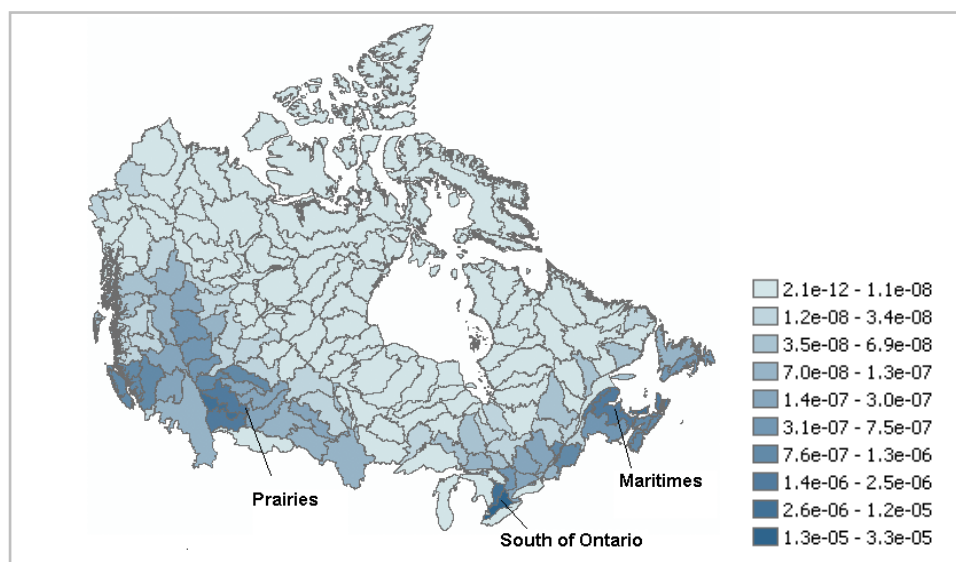 2.1e-12 - 1.1e-08
1.2e-08 - 3.4e-08
3.5e-08 - 6.9e-08
7.0e-08 - 1.3e-07
1.4e-07 - 3.0e-07
3.1e-07 - 7.5e-07
7.6e-07 - 1.3e-06
1.4e-06 - 2.5e-06
2.6e-06 - 1.2e-05
1.3e-05 - 3.3e-05
Prairies
Maritimes
South of Ontario